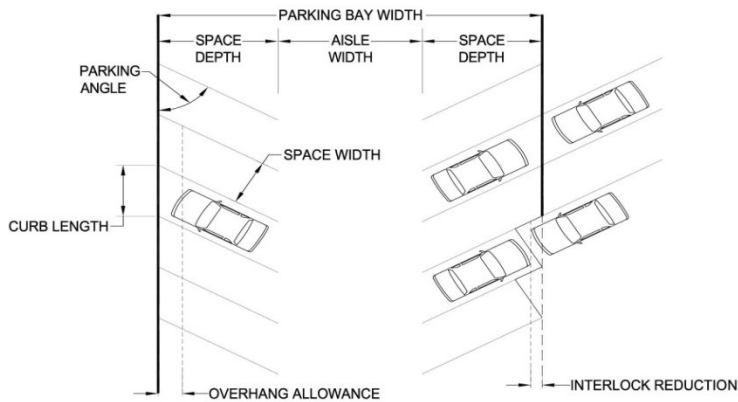 PARKING BAY WIDTH
SPACE
DEPTH
AISLE
WIDTH
SPACE
DEPTH
PARKING
ANGLE
SPACE WIDTH
CURB LENGTH
OVERHANG ALLOWANCE
INTERLOCK REDUCTION